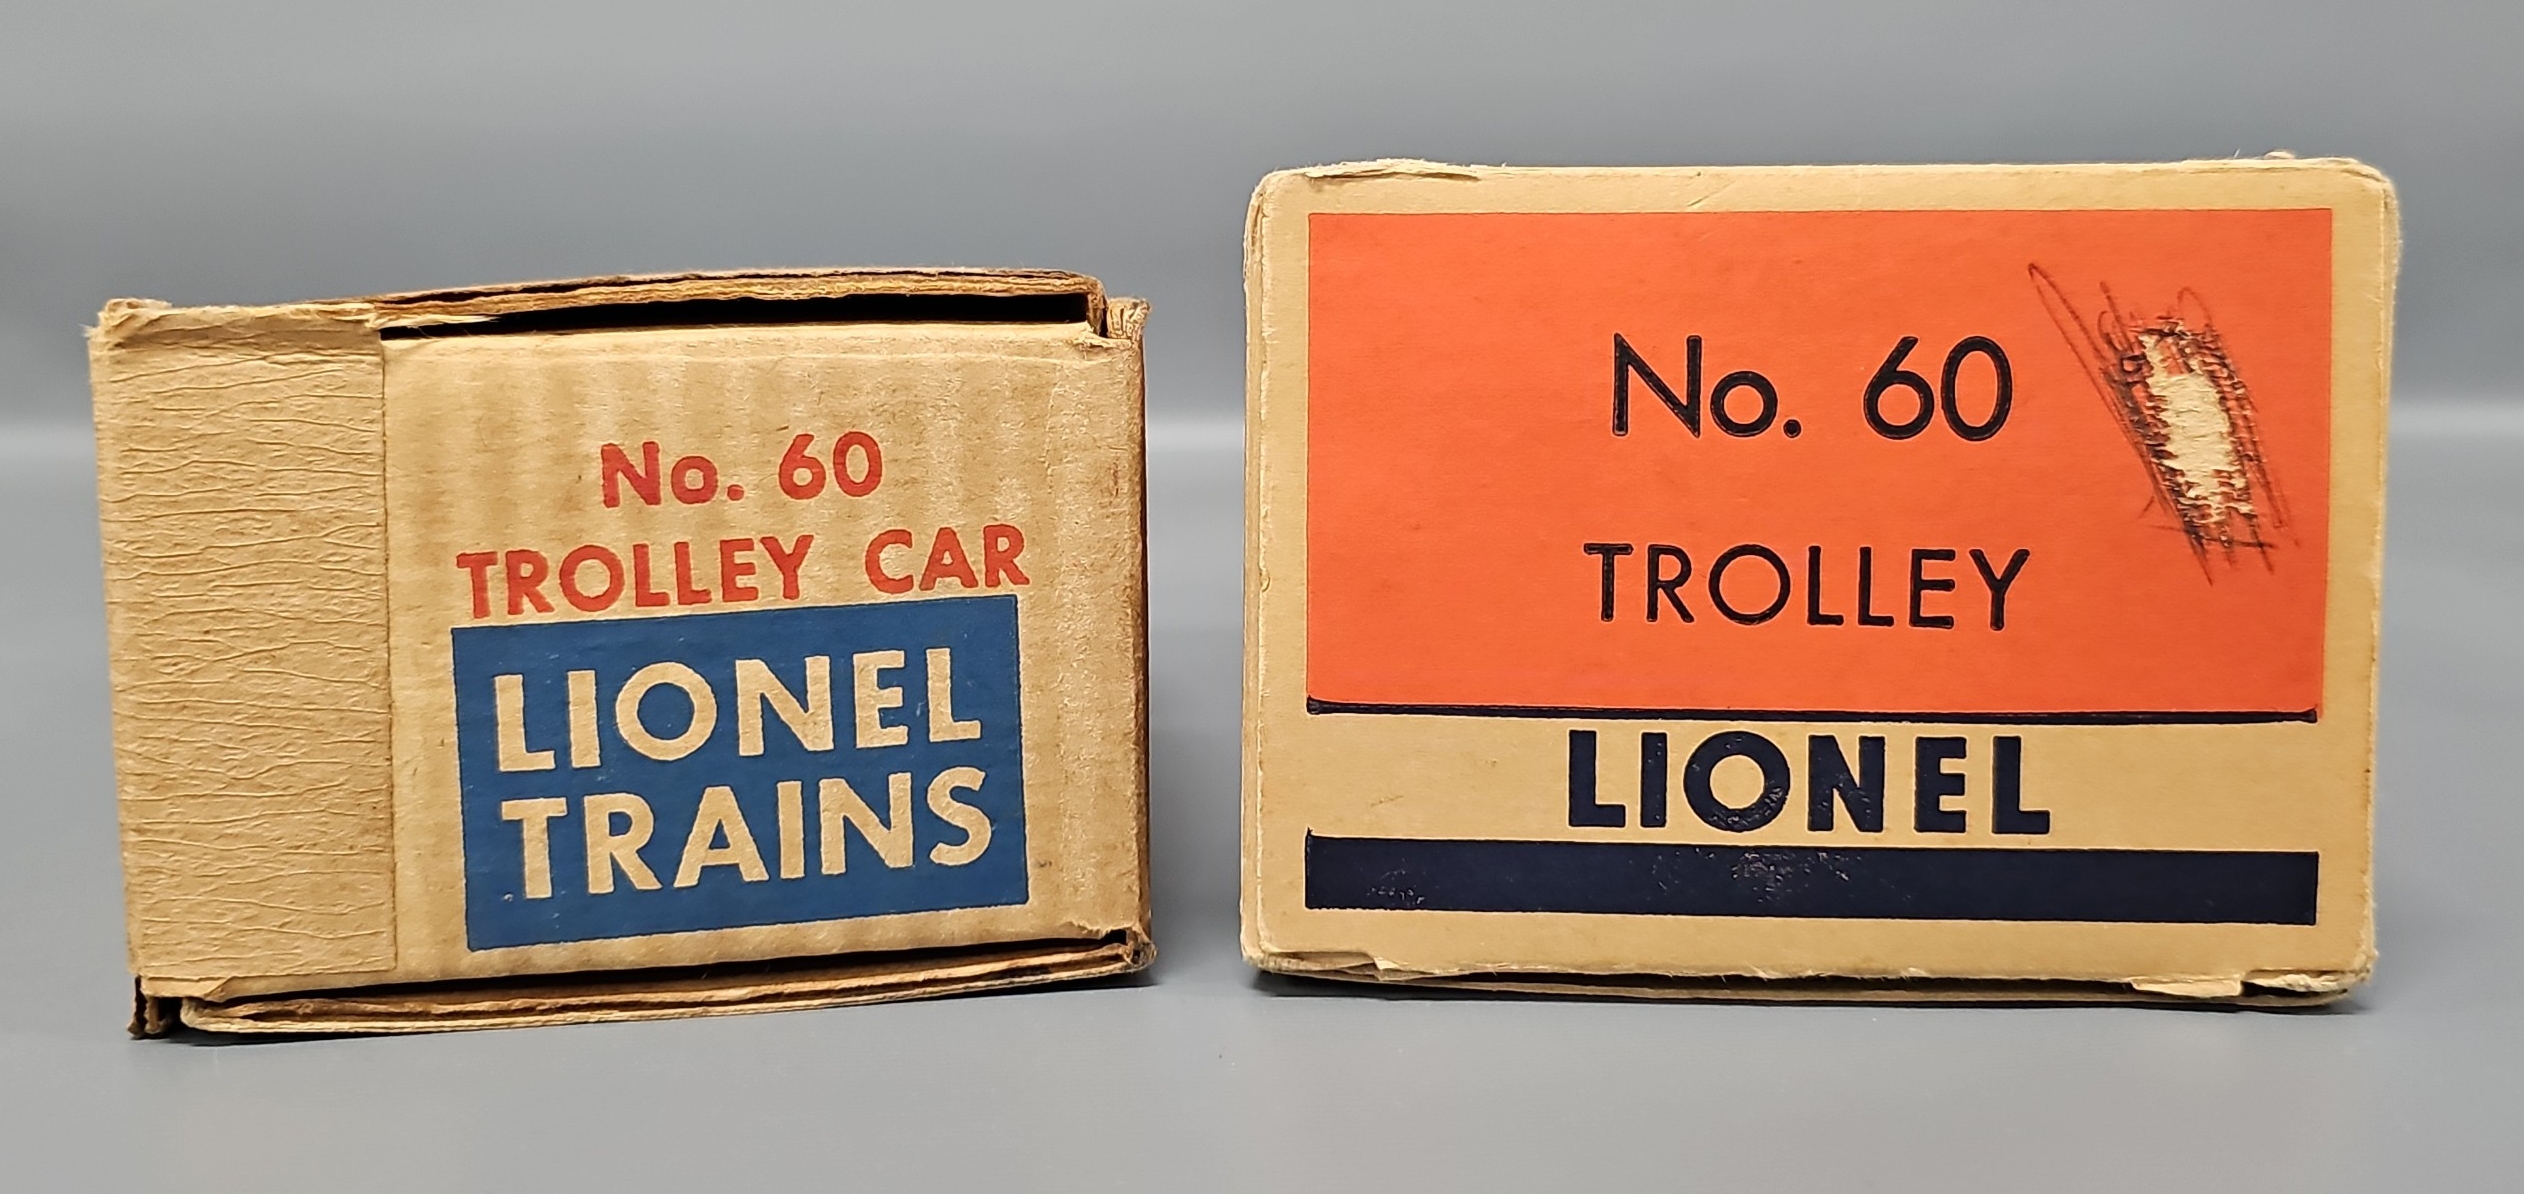 No. 60
TROLLEY CAR
LIONEL
TRAINS
No. 60
TROLLEY
LIONEL